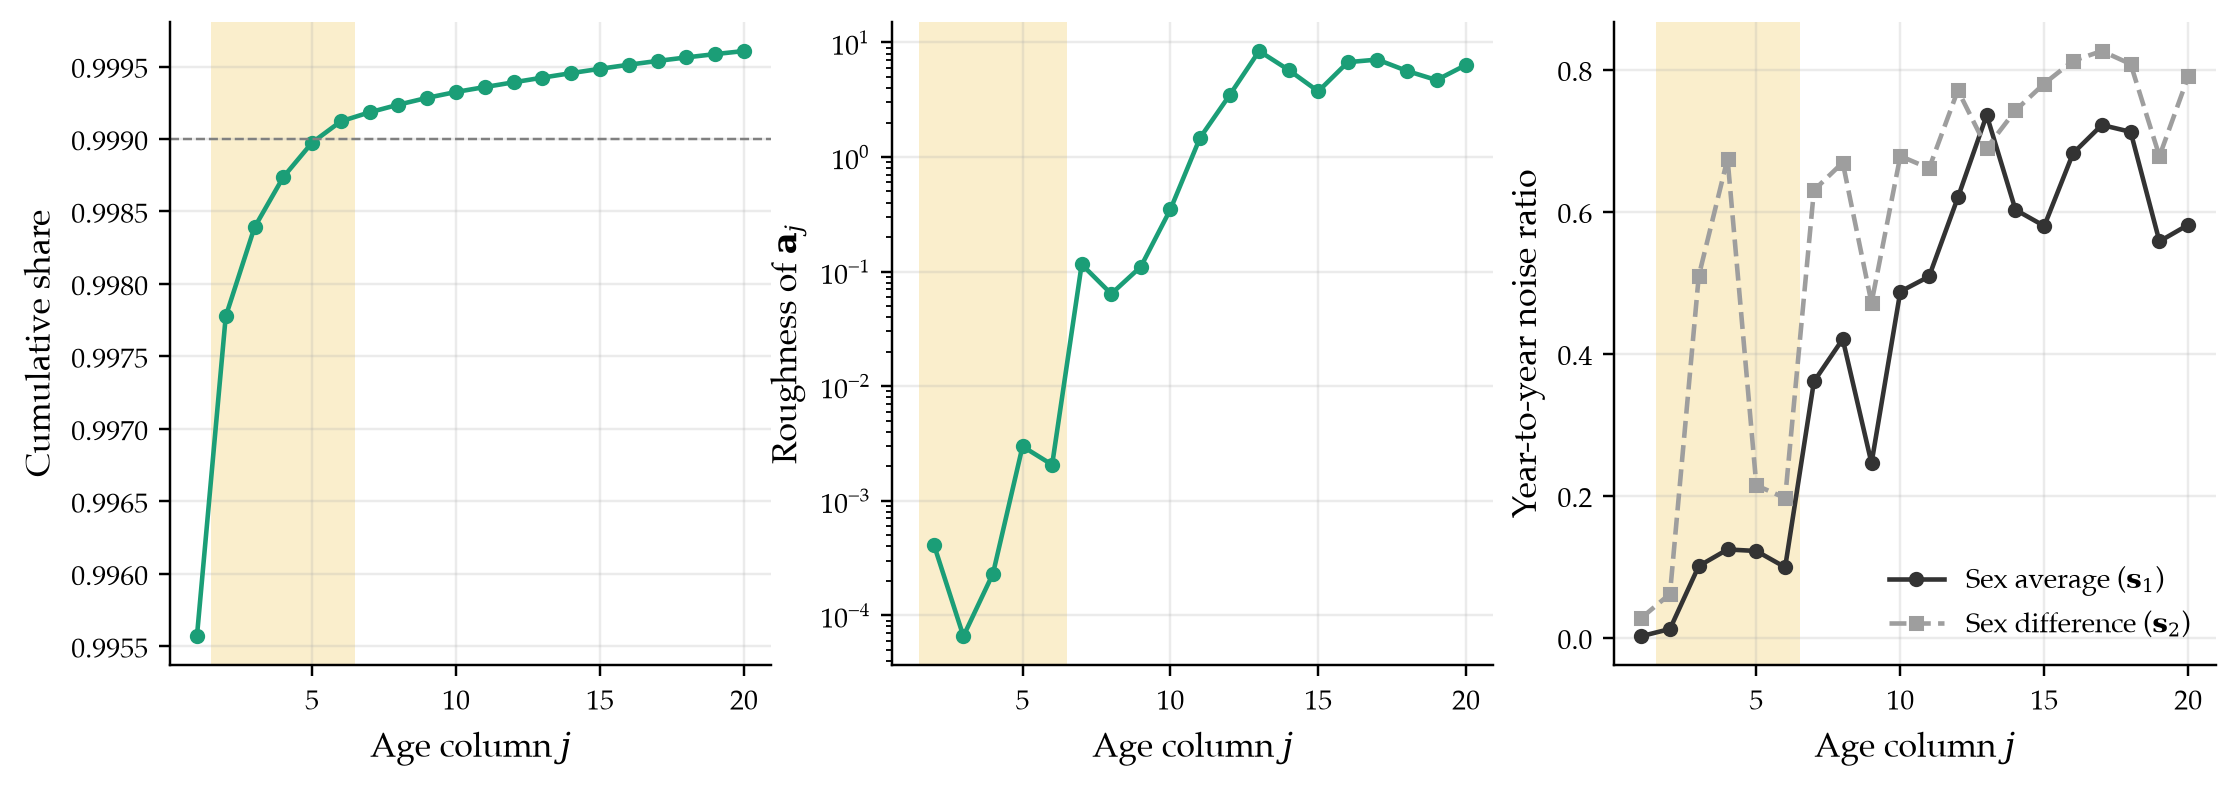 Cumulative share
0.9995
0.9990
0.9985
0.9980
0.9975
0.9970
0.9965
0.9960
0.9955
5 10 15 20
Age column j
Roughness of a_j
10^1
10^0
10^−1
10^−2
10^−3
10^−4
5 10 15 20
Age column j
Year-to-year noise ratio
0.8
0.6
0.4
0.2
0.0
Sex average (s_1)
Sex difference (s_2)
5 10 15 20
Age column j